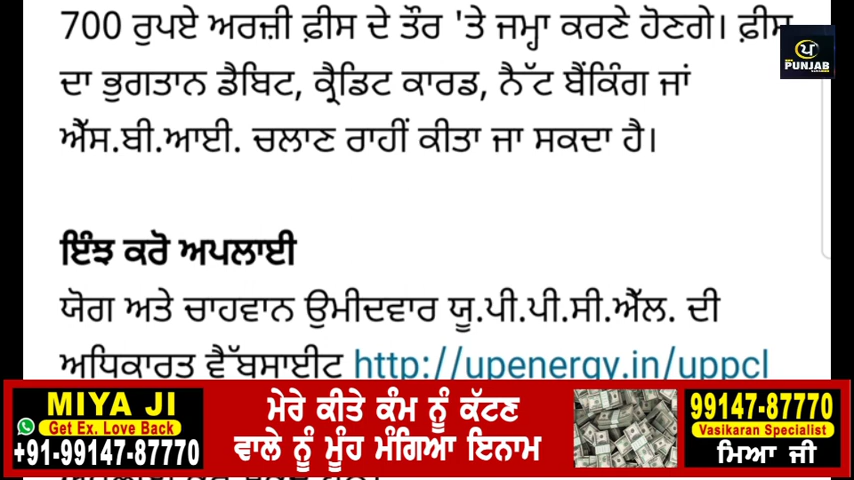 700 ਰੁਪਏ ਅਰਜ਼ੀ ਫ਼ੀਸ ਦੇ ਤੌਰ 'ਤੇ ਜਮ੍ਹਾ ਕਰਣੇ ਹੋਣਗੇ। ਫ਼ੀਸ
ਦਾ ਭੁਗਤਾਨ ਡੈਬਿਟ, ਕ੍ਰੈਡਿਟ ਕਾਰਡ, ਨੈੱਟ ਬੈਂਕਿੰਗ ਜਾਂ
ਐੱਸ.ਬੀ.ਆਈ. ਚਲਾਣ ਰਾਹੀਂ ਕੀਤਾ ਜਾ ਸਕਦਾ ਹੈ।
ਪ
PUNJAB
ਇੰਝ ਕਰੋ ਅਪਲਾਈ
ਯੋਗ ਅਤੇ ਚਾਹਵਾਨ ਉਮੀਦਵਾਰ ਯੂ.ਪੀ.ਪੀ.ਸੀ.ਐੱਲ. ਦੀ
ਅਧਿਕਾਰਤ ਵੈੱਬਸਾਈਟ http://upenergy.in/uppcl
MIYA JI
Get Ex. Love Back
+91-99147-87770
ਮੇਰੇ ਕੀਤੇ ਕੰਮ ਨੂੰ ਕੱਟਣ
ਵਾਲੇ ਨੂੰ ਮੂੰਹ ਮੰਗਿਆ ਇਨਾਮ
99147-87770
Vasikaran Specialist
ਮਿਆ ਜੀ